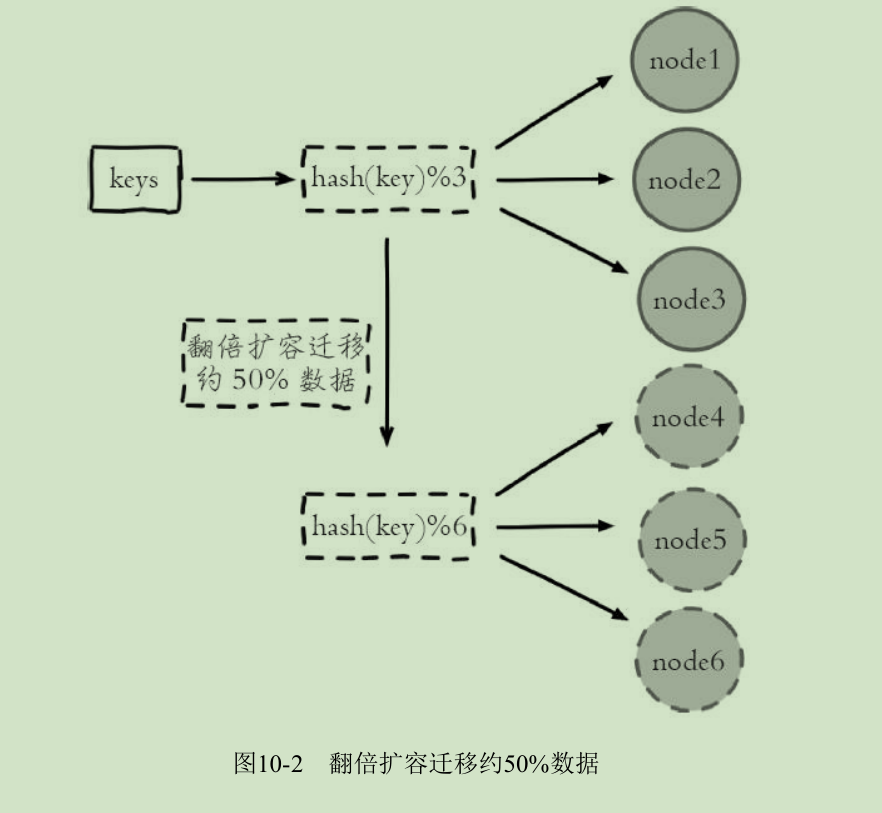 node1
keys
hash(key)%3
node2
node3
翻倍扩容迁移
约 50% 数据
node4
hash(key)%6
node5
node6
图10-2 翻倍扩容迁移约50%数据